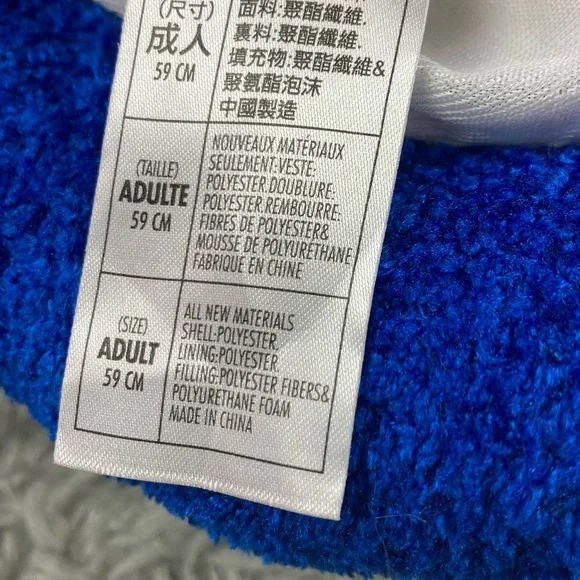 (尺寸)
成人
59 CM
面料:聚酯纖維.
裏料:聚酯纖維.
填充物:聚酯纖維&
聚氨酯泡沫
中國製造
(TAILLE)
ADULTE
59 CM
NOUVEAUX MATÉRIAUX
SEULEMENT:VESTE:
POLYESTER.DOUBLURE:
POLYESTER.REMBOURRE:
FIBRES DE POLYESTER&
MOUSSE DE POLYURETHANE
FABRIQUE EN CHINE
(SIZE)
ADULT
59 CM
ALL NEW MATERIALS
SHELL:POLYESTER.
LINING:POLYESTER.
FILLING:POLYESTER FIBERS&
POLYURETHANE FOAM
MADE IN CHINA